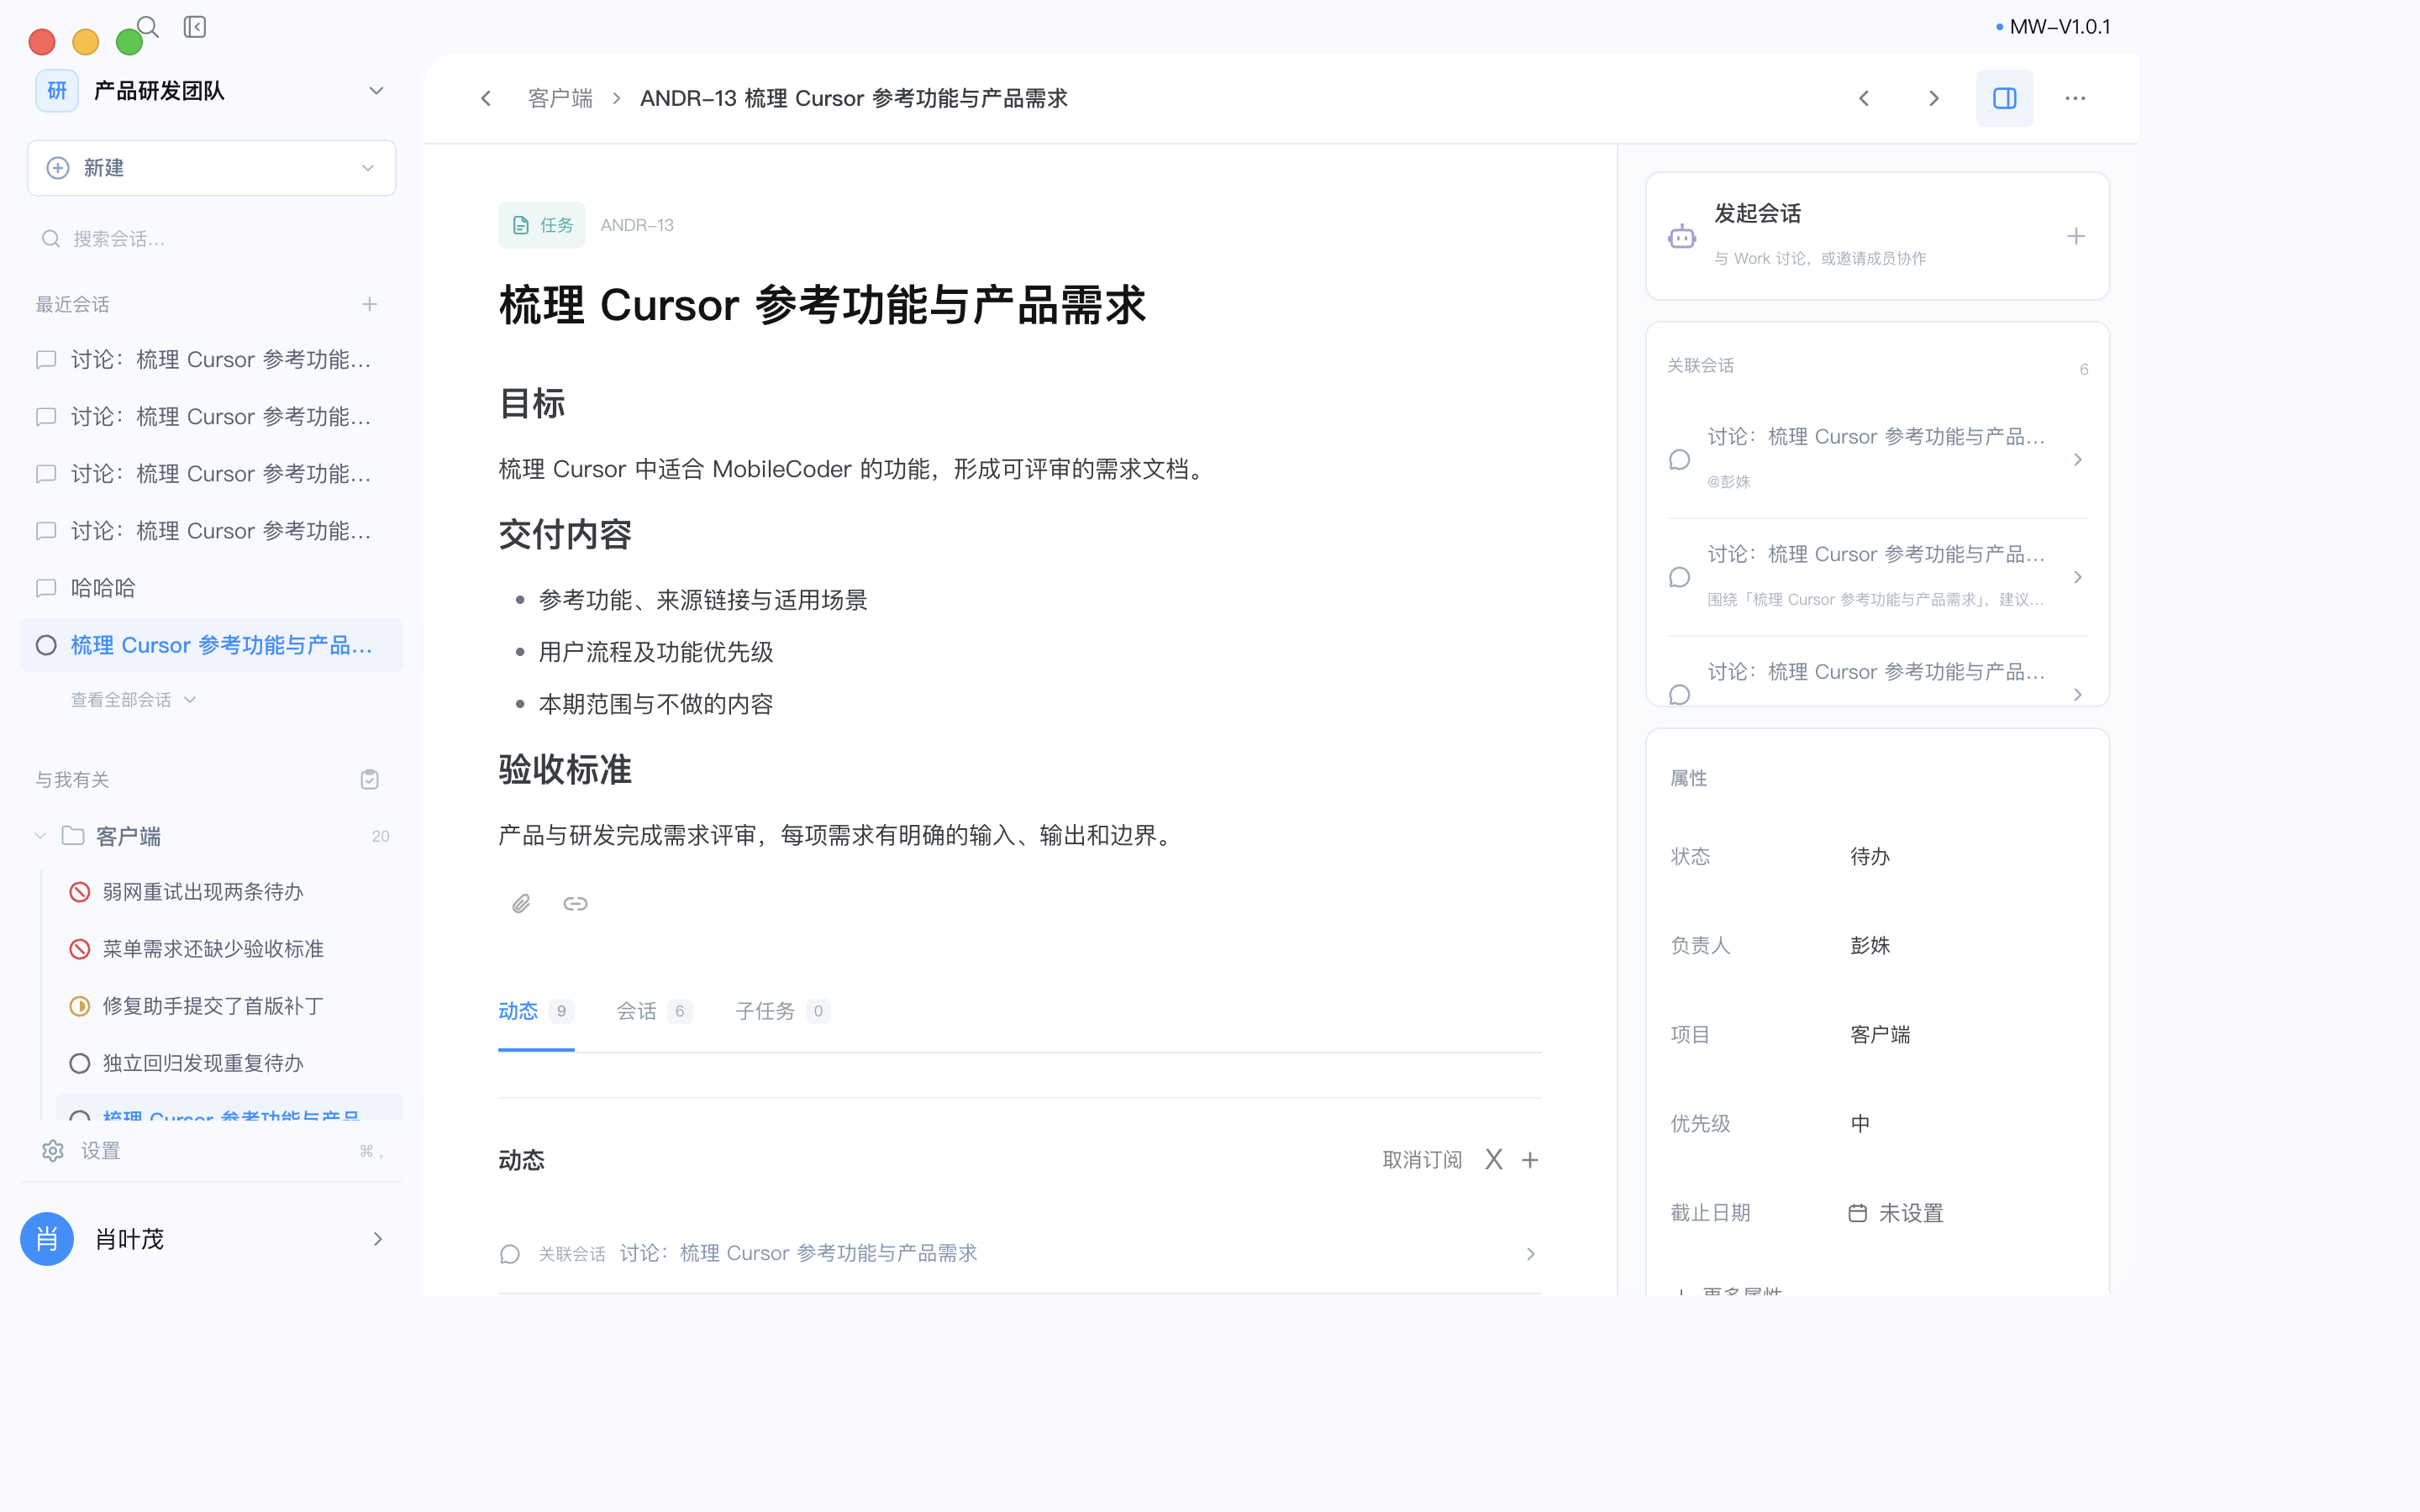 MW-V1.0.1
研 产品研发团队
新建
搜索会话...
最近会话
讨论：梳理 Cursor 参考功能...
讨论：梳理 Cursor 参考功能...
讨论：梳理 Cursor 参考功能...
讨论：梳理 Cursor 参考功能...
哈哈哈
梳理 Cursor 参考功能与产品...
查看全部会话
与我有关
客户端 20
弱网重试出现两条待办
菜单需求还缺少验收标准
修复助手提交了首版补丁
独立回归发现重复待办
梳理 Cursor 参考功能与产品
设置 ⌘ ,
肖 肖叶茂
客户端 > ANDR-13 梳理 Cursor 参考功能与产品需求
任务 ANDR-13
梳理 Cursor 参考功能与产品需求
目标
梳理 Cursor 中适合 MobileCoder 的功能，形成可评审的需求文档。
交付内容
• 参考功能、来源链接与适用场景
• 用户流程及功能优先级
• 本期范围与不做的内容
验收标准
产品与研发完成需求评审，每项需求有明确的输入、输出和边界。
动态 9 会话 6 子任务 0
动态 取消订阅 X +
关联会话 讨论：梳理 Cursor 参考功能与产品需求
发起会话
与 Work 讨论，或邀请成员协作
关联会话 6
讨论：梳理 Cursor 参考功能与产品...
@彭姝
讨论：梳理 Cursor 参考功能与产品...
围绕「梳理 Cursor 参考功能与产品需求」，建议...
讨论：梳理 Cursor 参考功能与产品...
属性
状态 待办
负责人 彭姝
项目 客户端
优先级 中
截止日期 未设置
更多属性